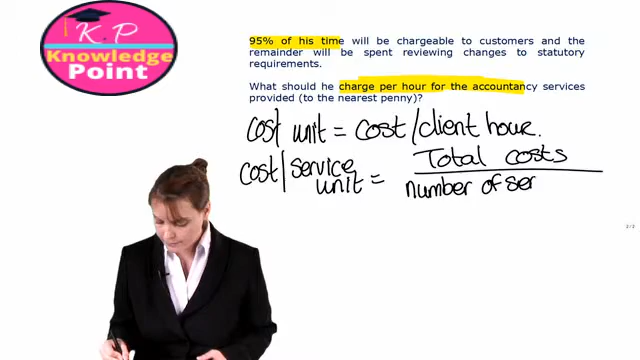 K.P
Knowledge
Point
95% of his time will be chargeable to customers and the
remainder will be spent reviewing changes to statutory
requirements.
What should he charge per hour for the accountancy services
provided (to the nearest penny)?
cost unit = cost/client hour.
cost/service unit = Total costs
number of ser
2/2